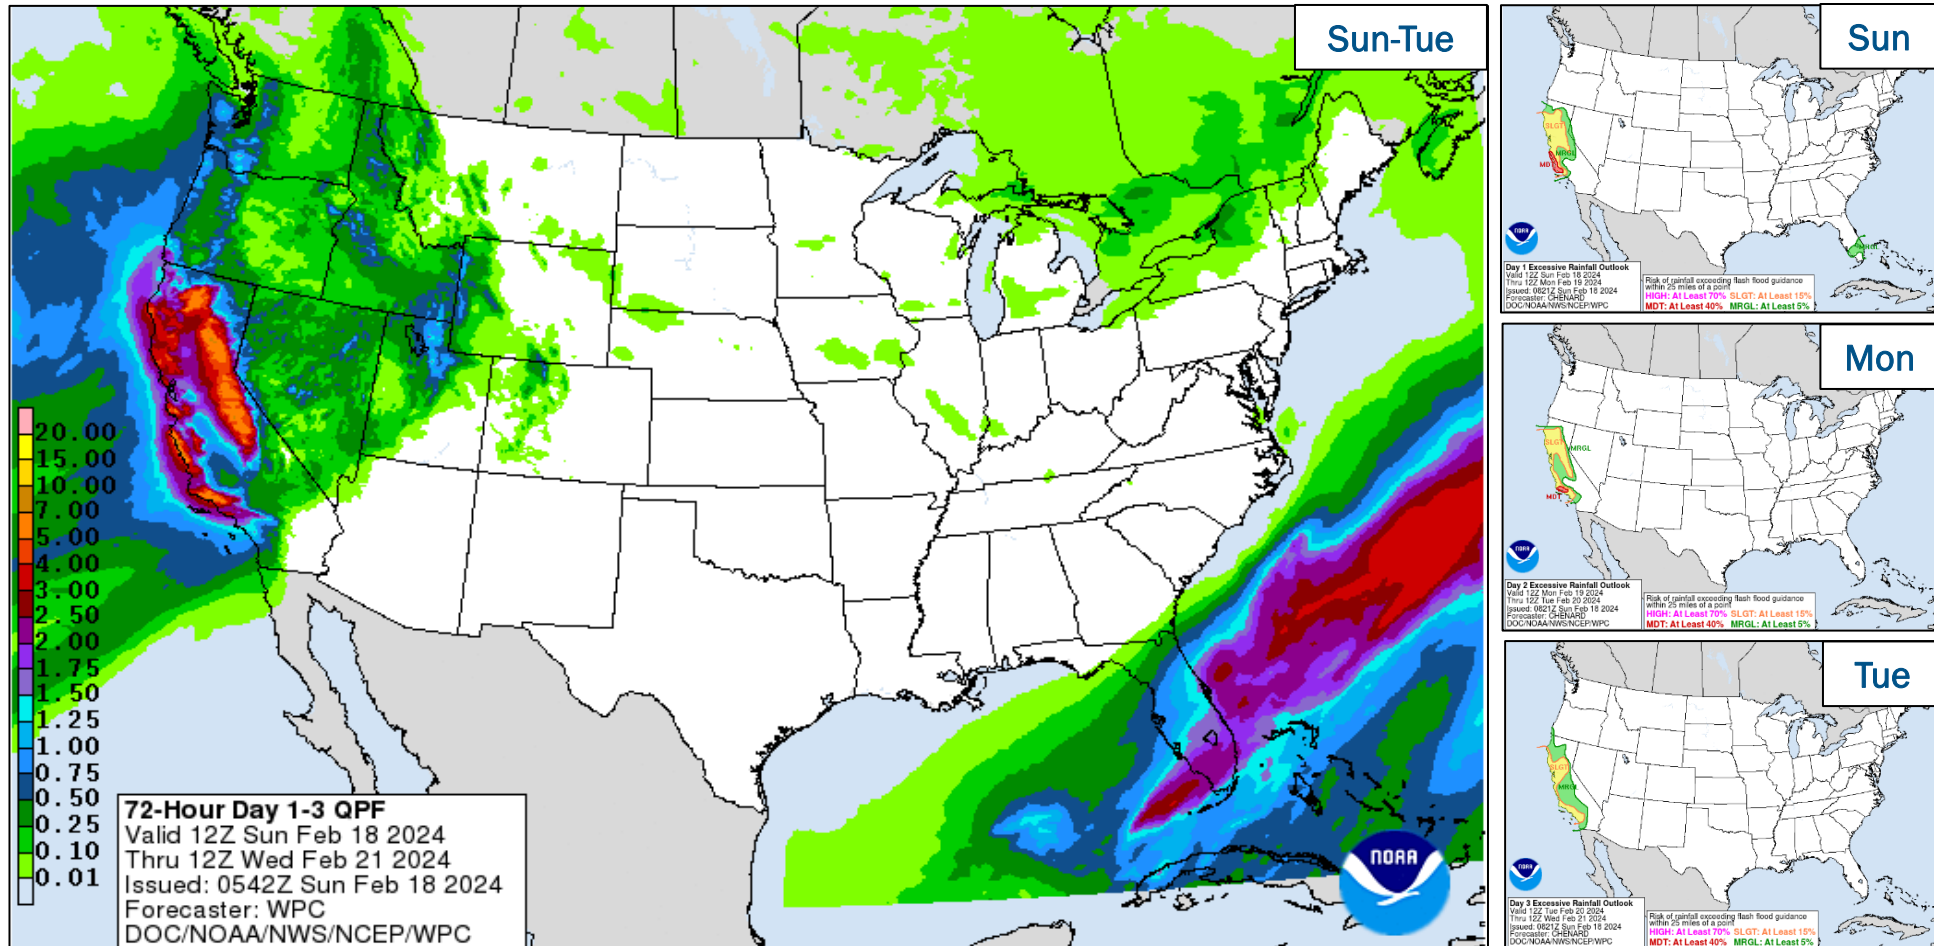 Sun-Tue
20.00
15.00
10.00
7.00
5.00
4.00
3.00
2.50
2.00
1.75
1.50
1.25
1.00
0.75
0.50
0.25
0.10
0.01
72-Hour Day 1-3 QPF
Valid 12Z Sun Feb 18 2024
Thru 12Z Wed Feb 21 2024
Issued: 0542Z Sun Feb 18 2024
Forecaster: WPC
DOC/NOAA/NWS/NCEP/WPC
NOAA
Sun
SLGT
MRGL
MDT
MRGL
NOAA
Day 1 Excessive Rainfall Outlook
Valid 12Z Sun Feb 18 2024
Thru 12Z Mon Feb 19 2024
Issued: 0821Z Sun Feb 18 2024
Forecaster: CHENARD
DOC/NOAA/NWS/NCEP/WPC
Risk of rainfall exceeding flash flood guidance
within 25 miles of a point
HIGH: At Least 70% SLGT: At Least 15%
MDT: At Least 40% MRGL: At Least 5%
Mon
SLGT
MRGL
MDT
NOAA
Day 2 Excessive Rainfall Outlook
Valid 12Z Mon Feb 19 2024
Thru 12Z Tue Feb 20 2024
Issued: 0821Z Sun Feb 18 2024
Forecaster: CHENARD
DOC/NOAA/NWS/NCEP/WPC
Risk of rainfall exceeding flash flood guidance
within 25 miles of a point
HIGH: At Least 70% SLGT: At Least 15%
MDT: At Least 40% MRGL: At Least 5%
Tue
SLGT
MRGL
NOAA
Day 3 Excessive Rainfall Outlook
Valid 12Z Tue Feb 20 2024
Thru 12Z Wed Feb 21 2024
Issued: 0821Z Sun Feb 18 2024
Forecaster: CHENARD
DOC/NOAA/NWS/NCEP/WPC
Risk of rainfall exceeding flash flood guidance
within 25 miles of a point
HIGH: At Least 70% SLGT: At Least 15%
MDT: At Least 40% MRGL: At Least 5%